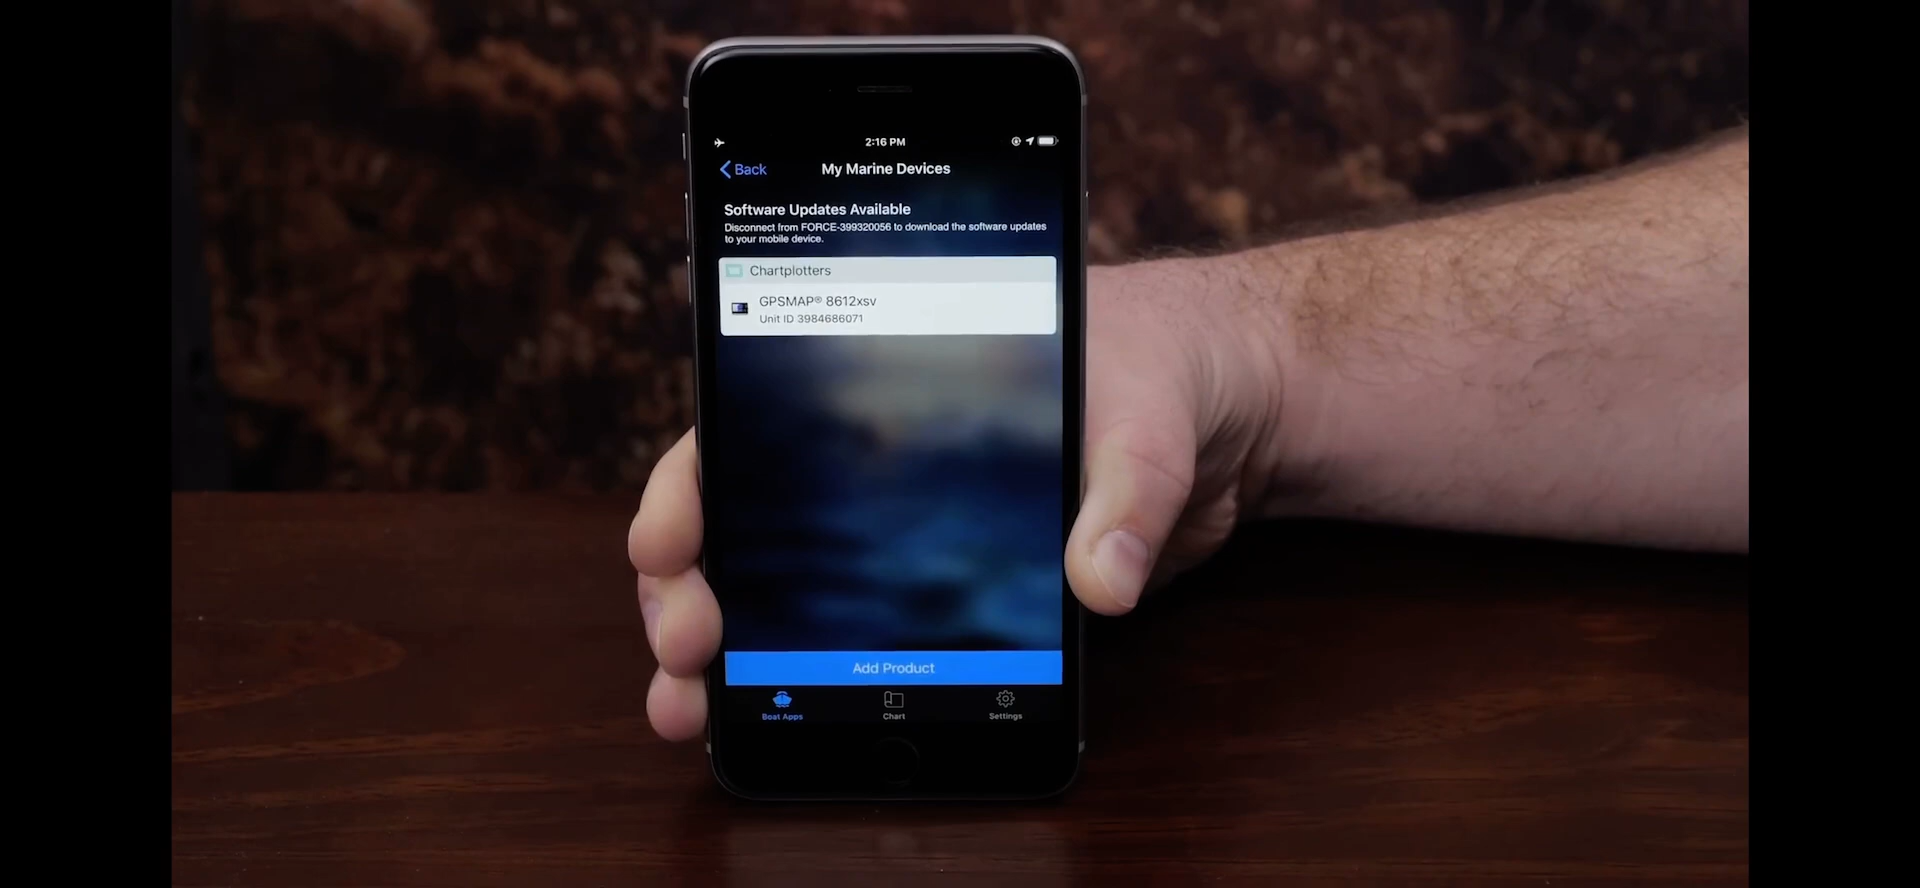 2:16 PM
Back
My Marine Devices
Software Updates Available
Disconnect from FORCE-399320056 to download the software updates
to your mobile device.
Chartplotters
GPSMAP® 8612xsv
Unit ID 3984686071
Add Product
Boat Apps
Chart
Settings